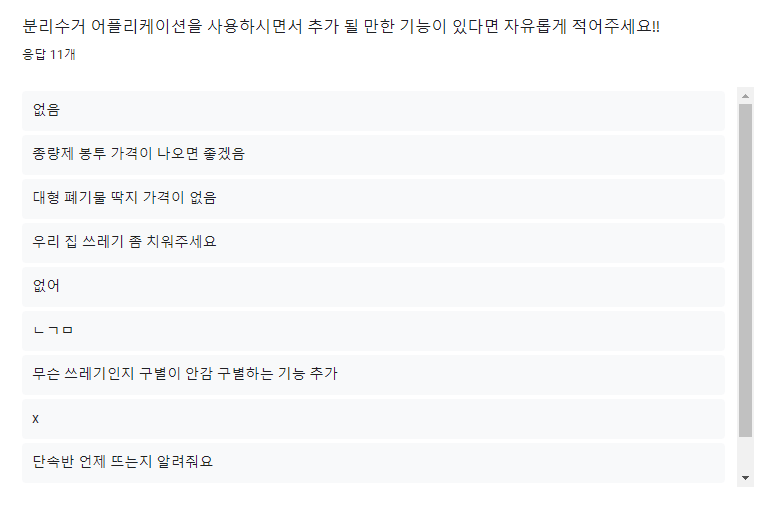 분리수거 어플리케이션을 사용하시면서 추가 될 만한 기능이 있다면 자유롭게 적어주세요!!
응답 11개
없음
종량제 봉투 가격이 나오면 좋겠음
대형 폐기물 딱지 가격이 없음
우리 집 쓰레기 좀 치워주세요
없어
ㄴㄱㅁ
무슨 쓰레기인지 구별이 안감 구별하는 기능 추가
x
단속반 언제 뜨는지 알려줘요